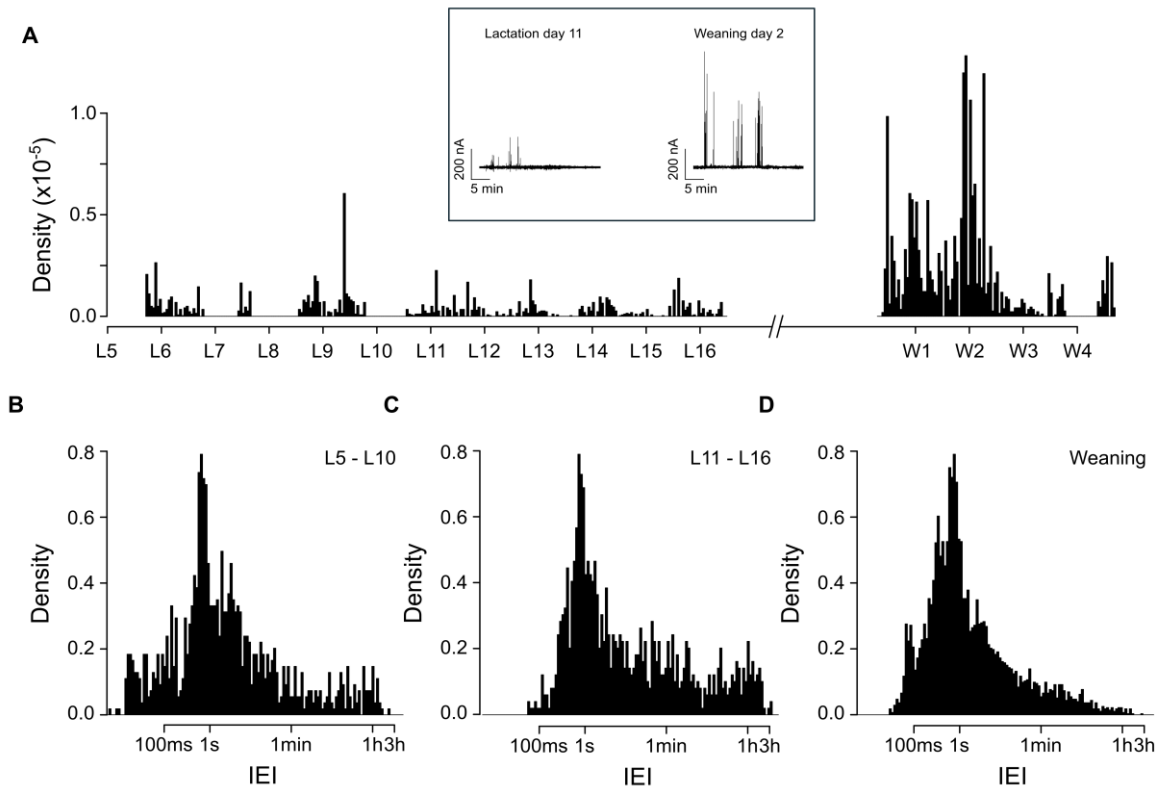 A
Lactation day 11
Weaning day 2
200 nA
5 min
200 nA
5 min
Density (x10⁻⁵)
1.0
0.5
0.0
L5 L6 L7 L8 L9 L10 L11 L12 L13 L14 L15 L16 // W1 W2 W3 W4
B
L5 - L10
Density
0.8
0.6
0.4
0.2
0.0
100ms 1s 1min 1h3h
IEI
C
L11 - L16
Density
0.8
0.6
0.4
0.2
0.0
100ms 1s 1min 1h3h
IEI
D
Weaning
Density
0.8
0.6
0.4
0.2
0.0
100ms 1s 1min 1h3h
IEI